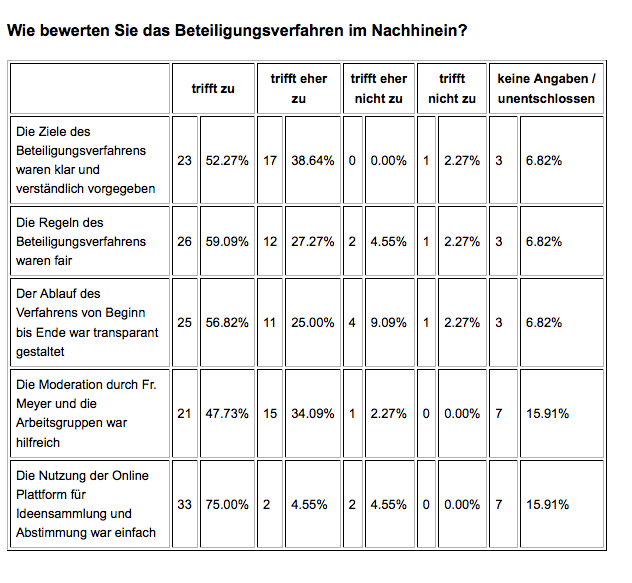 Wie bewerten Sie das Beteiligungsverfahren im Nachhinein?
trifft zu
trifft eher
zu
trifft eher
nicht zu
trifft
nicht zu
keine Angaben /
unentschlossen
Die Ziele des
Beteiligungsverfahrens
waren klar und
verständlich vorgegeben
23 52.27% 17 38.64% 0 0.00% 1 2.27% 3 6.82%
Die Regeln des
Beteiligungsverfahrens
waren fair
26 59.09% 12 27.27% 2 4.55% 1 2.27% 3 6.82%
Der Ablauf des
Verfahrens von Beginn
bis Ende war transparant
gestaltet
25 56.82% 11 25.00% 4 9.09% 1 2.27% 3 6.82%
Die Moderation durch Fr.
Meyer und die
Arbeitsgruppen war
hilfreich
21 47.73% 15 34.09% 1 2.27% 0 0.00% 7 15.91%
Die Nutzung der Online
Plattform für
Ideensammlung und
Abstimmung war einfach
33 75.00% 2 4.55% 2 4.55% 0 0.00% 7 15.91%